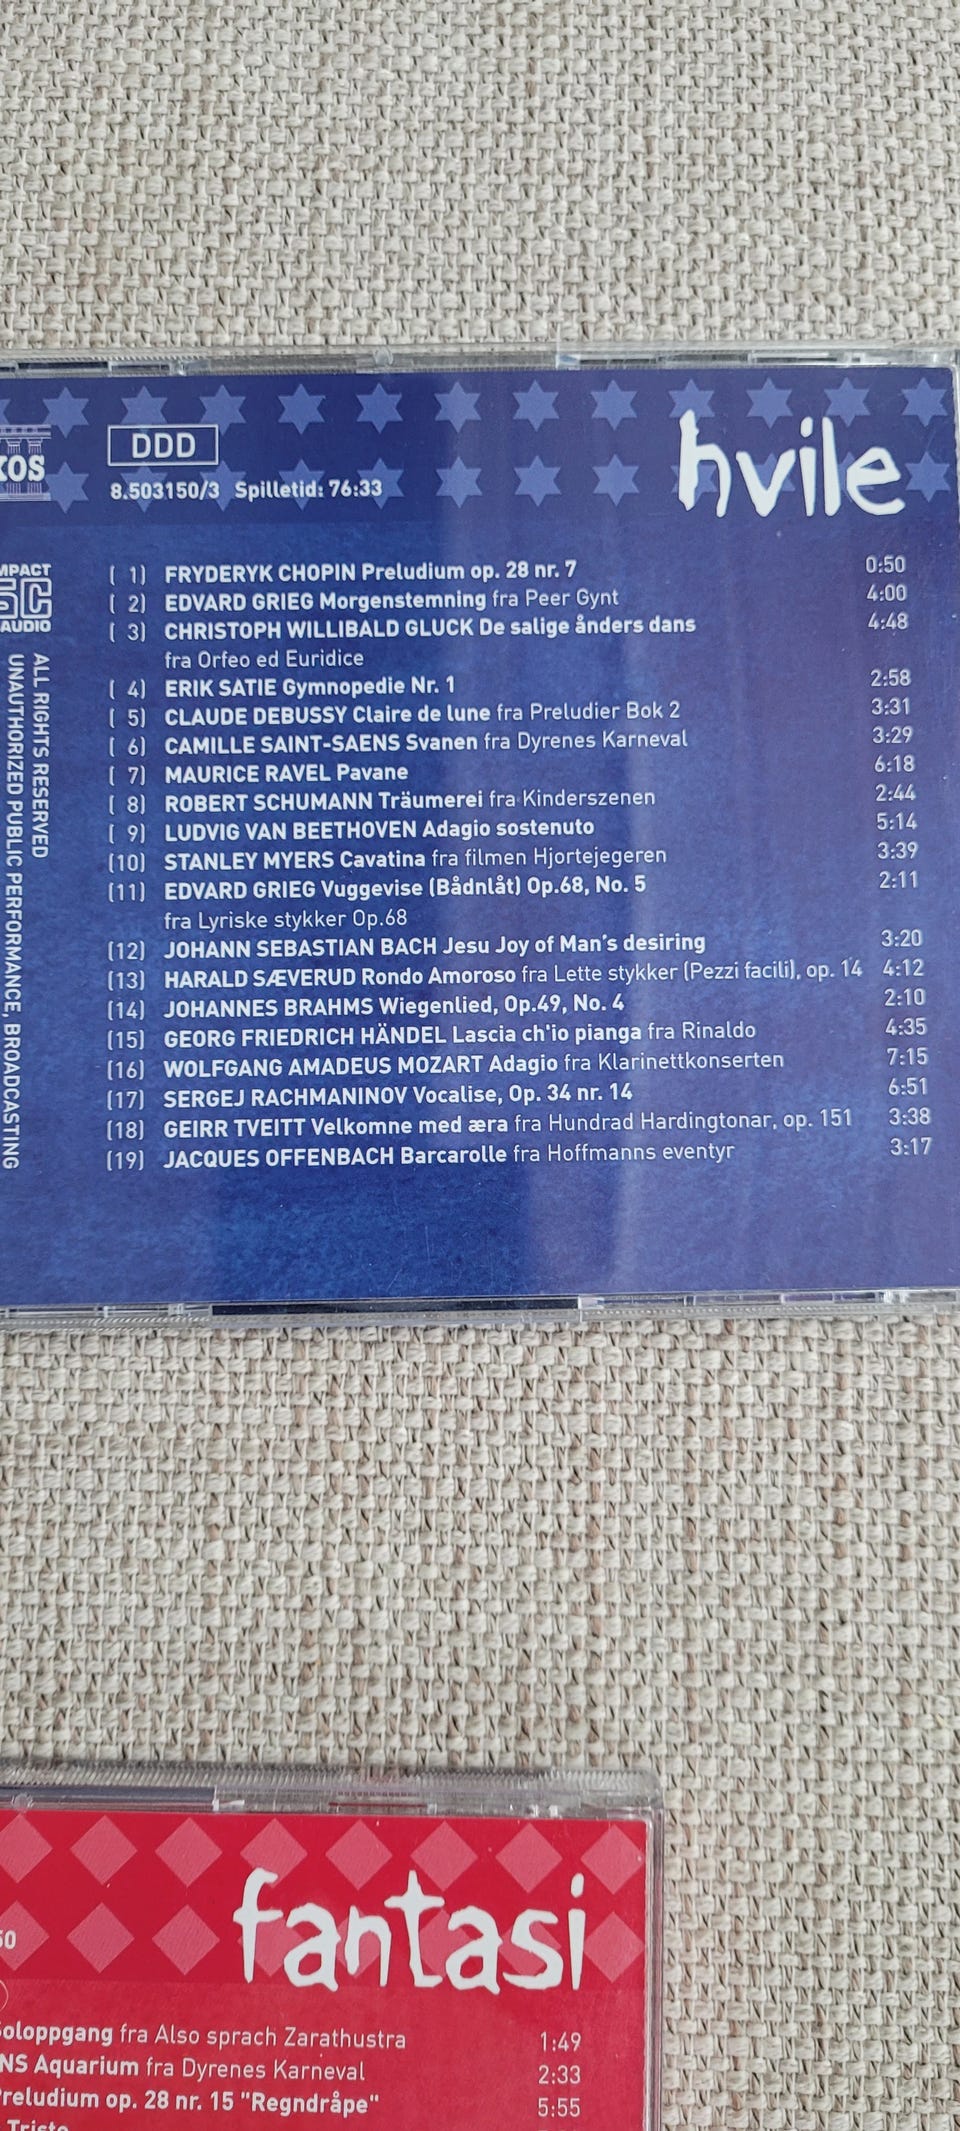 DDD
8.503150/3 Spilletid: 76:33
hvile
AUDIO
ALL RIGHTS RESERVED
UNAUTHORIZED PUBLIC PERFORMANCE, BROADCASTING
( 1) FRYDERYK CHOPIN Preludium op. 28 nr. 7 0:50
( 2) EDVARD GRIEG Morgenstemning fra Peer Gynt 4:00
( 3) CHRISTOPH WILLIBALD GLUCK De salige ånders dans 4:48
fra Orfeo ed Euridice
( 4) ERIK SATIE Gymnopedie Nr. 1 2:58
( 5) CLAUDE DEBUSSY Claire de lune fra Preludier Bok 2 3:31
( 6) CAMILLE SAINT-SAENS Svanen fra Dyrenes Karneval 3:29
( 7) MAURICE RAVEL Pavane 6:18
( 8) ROBERT SCHUMANN Träumerei fra Kinderszenen 2:44
( 9) LUDVIG VAN BEETHOVEN Adagio sostenuto 5:14
(10) STANLEY MYERS Cavatina fra filmen Hjortejegeren 3:39
(11) EDVARD GRIEG Vuggevise (Bådnlåt) Op.68, No. 5 2:11
fra Lyriske stykker Op.68
(12) JOHANN SEBASTIAN BACH Jesu Joy of Man's desiring 3:20
(13) HARALD SÆVERUD Rondo Amoroso fra Lette stykker (Pezzi facili), op. 14 4:12
(14) JOHANNES BRAHMS Wiegenlied, Op.49, No. 4 2:10
(15) GEORG FRIEDRICH HÄNDEL Lascia ch'io pianga fra Rinaldo 4:35
(16) WOLFGANG AMADEUS MOZART Adagio fra Klarinettkonserten 7:15
(17) SERGEJ RACHMANINOV Vocalise, Op. 34 nr. 14 6:51
(18) GEIRR TVEITT Velkomne med æra fra Hundrad Hardingtonar, op. 151 3:38
(19) JACQUES OFFENBACH Barcarolle fra Hoffmanns eventyr 3:17
fantasi
Soloppgang fra Also sprach Zarathustra 1:49
NS Aquarium fra Dyrenes Karneval 2:33
Preludium op. 28 nr. 15 "Regndråpe" 5:55
Triste